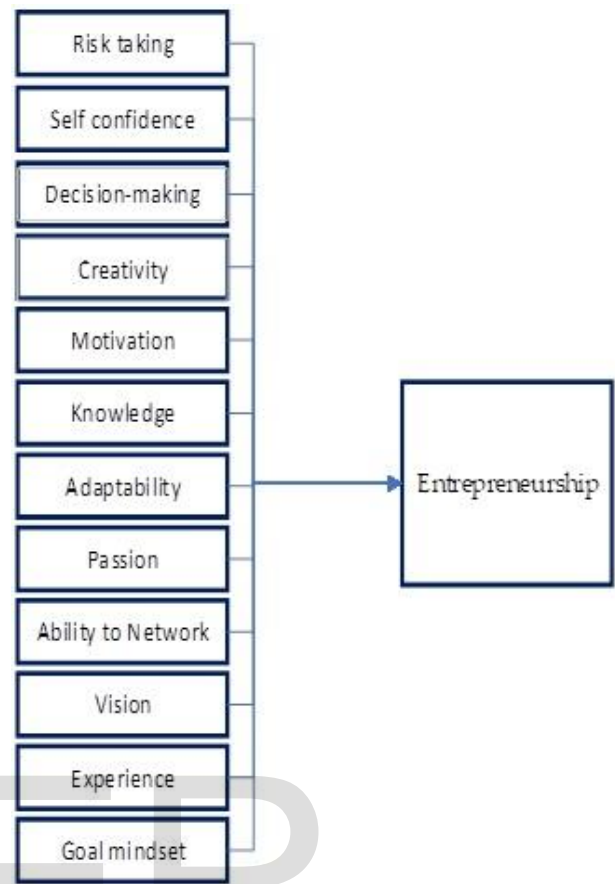 Risk taking
Self confidence
Decision-making
Creativity
Motivation
Knowledge
Adaptability
Entrepreneurship
Passion
Ability to Network
Vision
Experience
Goal mindset